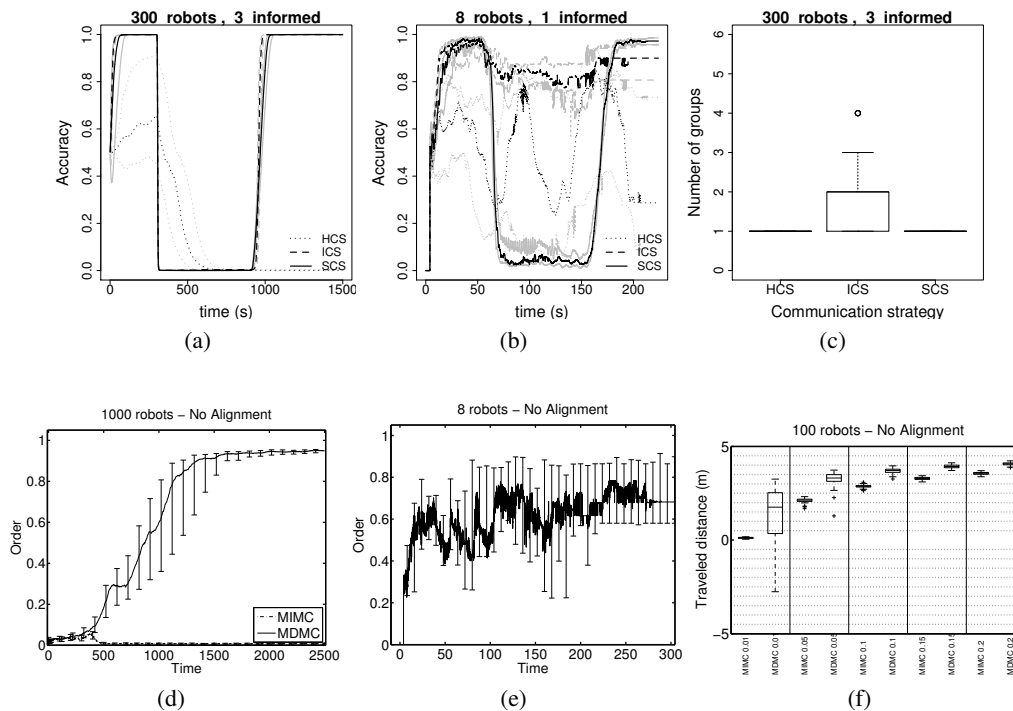 300 robots , 3 informed
Accuracy
0.0 0.2 0.4 0.6 0.8 1.0
HCS
ICS
SCS
0 500 1000 1500
time (s)
(a)
8 robots , 1 informed
Accuracy
0.0 0.2 0.4 0.6 0.8 1.0
HCS
ICS
SCS
0 50 100 150 200
time (s)
(b)
300 robots , 3 informed
Number of groups
0 1 2 3 4 5 6
HCS ICS SCS
Communication strategy
(c)
1000 robots − No Alignment
Order
0 0.2 0.4 0.6 0.8 1
MIMC
MDMC
0 500 1000 1500 2000 2500
Time
(d)
8 robots − No Alignment
Order
0 0.2 0.4 0.6 0.8 1
0 50 100 150 200 250 300
Time
(e)
100 robots − No Alignment
Traveled distance (m)
−5 0 5
MIMC 0.01
MDMC 0.0
MIMC 0.05
MDMC 0.05
MIMC 0.1
MDMC 0.1
MIMC 0.15
MDMC 0.15
MIMC 0.2
MDMC 0.2
(f)